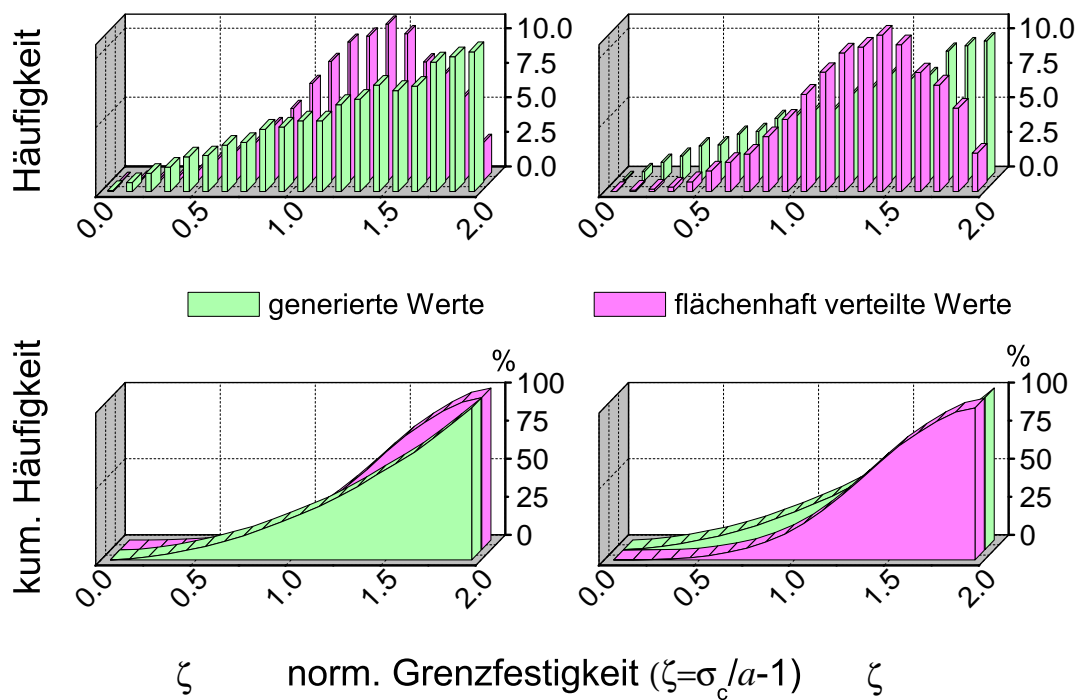 Häufigkeit
10.0
7.5
5.0
2.5
0.0
0.0 0.5 1.0 1.5 2.0
10.0
7.5
5.0
2.5
0.0
0.0 0.5 1.0 1.5 2.0
generierte Werte
flächenhaft verteilte Werte
kum. Häufigkeit
%
100
75
50
25
0
0.0 0.5 1.0 1.5 2.0
%
100
75
50
25
0
0.0 0.5 1.0 1.5 2.0
ζ norm. Grenzfestigkeit (ζ=σc/a-1) ζ